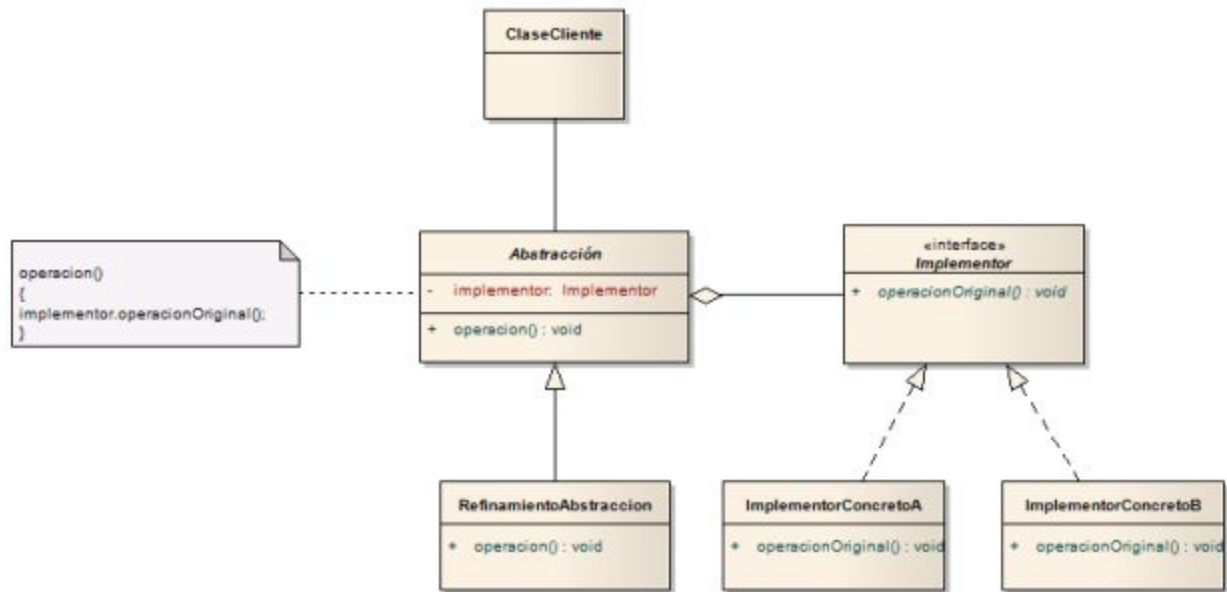 ClaseCliente
operacion()
{
implementor.operacionOriginal();
}
Abstracción
- implementor: Implementor
+ operacion() : void
«interface»
Implementor
+ operacionOriginal() : void
RefinamientoAbstraccion
+ operacion() : void
ImplementorConcretoA
+ operacionOriginal() : void
ImplementorConcretoB
+ operacionOriginal() : void